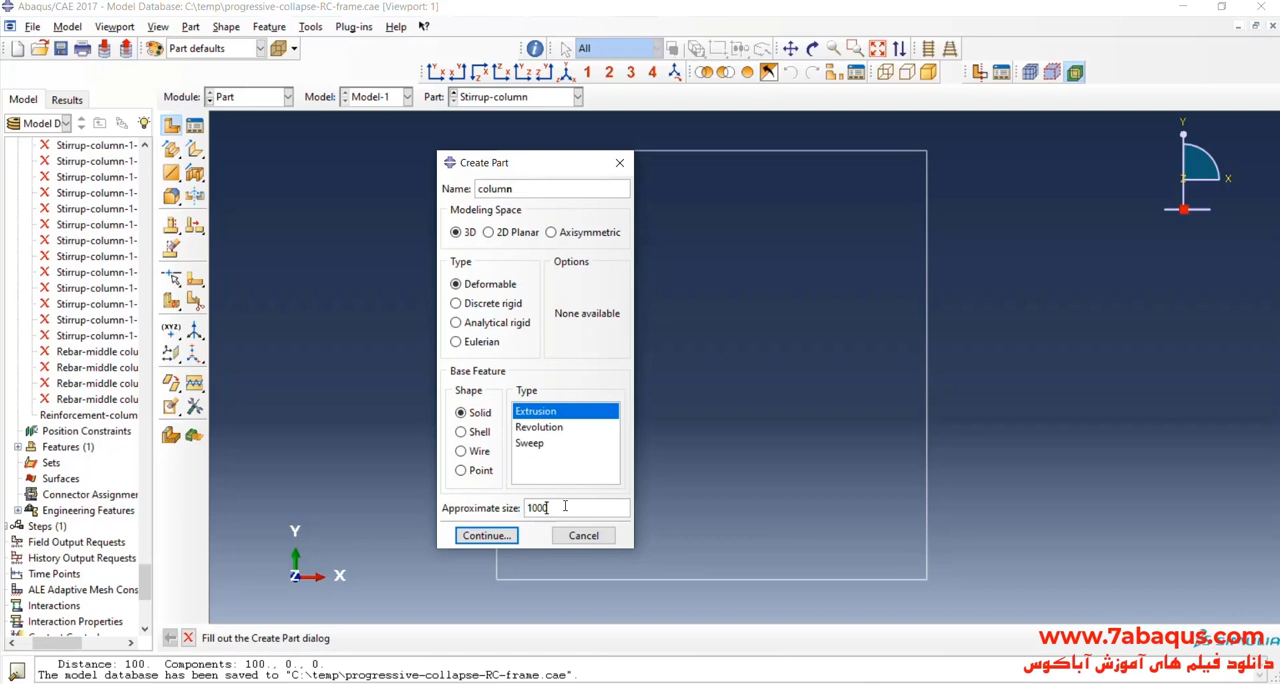 Abaqus/CAE 2017 - Model Database: C:\temp\progressive-collapse-RC-frame.cae [Viewport: 1]
File Model Viewport View Part Shape Feature Tools Plug-ins Help
Part defaults All
1 2 3 4
Model Results Module: Part Model: Model-1 Part: Stirrup-column
Model D
Stirrup-column-1-
Stirrup-column-1-
Stirrup-column-1-
Stirrup-column-1-
Stirrup-column-1-
Stirrup-column-1-
Stirrup-column-1-
Stirrup-column-1-
Stirrup-column-1-
Stirrup-column-1-
Stirrup-column-1-
Stirrup-column-1-
Stirrup-column-1-
Rebar-middle colu
Rebar-middle colu
Rebar-middle colu
Rebar-middle colu
Reinforcement-colum
Position Constraints
Features (1)
Sets
Surfaces
Connector Assignmer
Engineering Features
Steps (1)
Field Output Requests
History Output Requests
Time Points
ALE Adaptive Mesh Cons
Interactions
Interaction Properties
(XYZ)
Create Part
Name: column
Modeling Space
3D 2D Planar Axisymmetric
Type Options
Deformable
Discrete rigid
Analytical rigid
Eulerian
None available
Base Feature
Shape Type
Solid Extrusion
Shell Revolution
Wire Sweep
Point
Approximate size: 1000
Continue... Cancel
Y
X
Z
Y
Z X
Fill out the Create Part dialog
www.7abaqus.com
دانلود فیلم های آموزش آباکوس
Distance: 100. Components: 100., 0., 0.
The model database has been saved to "C:\temp\progressive-collapse-RC-frame.cae".